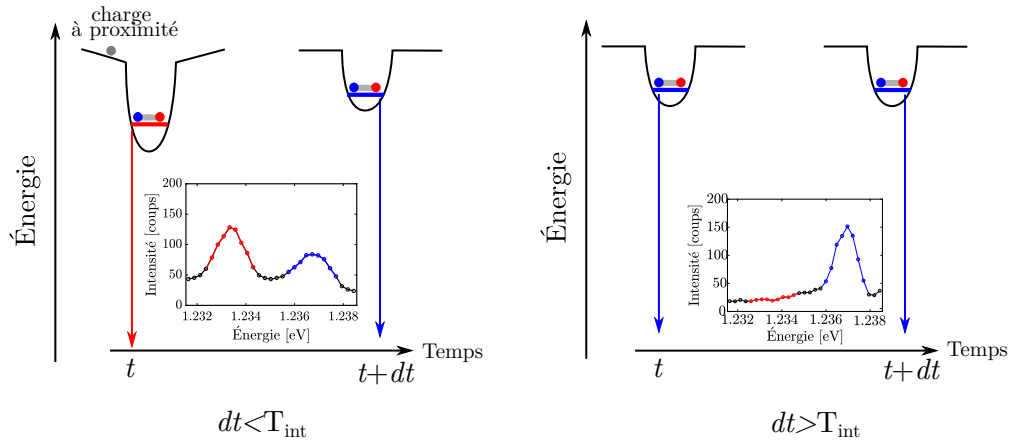 charge
à proximité
Énergie
200
150
100
50
0
Intensité [coups]
1.232 1.234 1.236 1.238
Énergie [eV]
Temps
t
t+dt
dt<T_int
Énergie
200
150
100
50
0
Intensité [coups]
1.232 1.234 1.236 1.238
Énergie [eV]
Temps
t
t+dt
dt>T_int